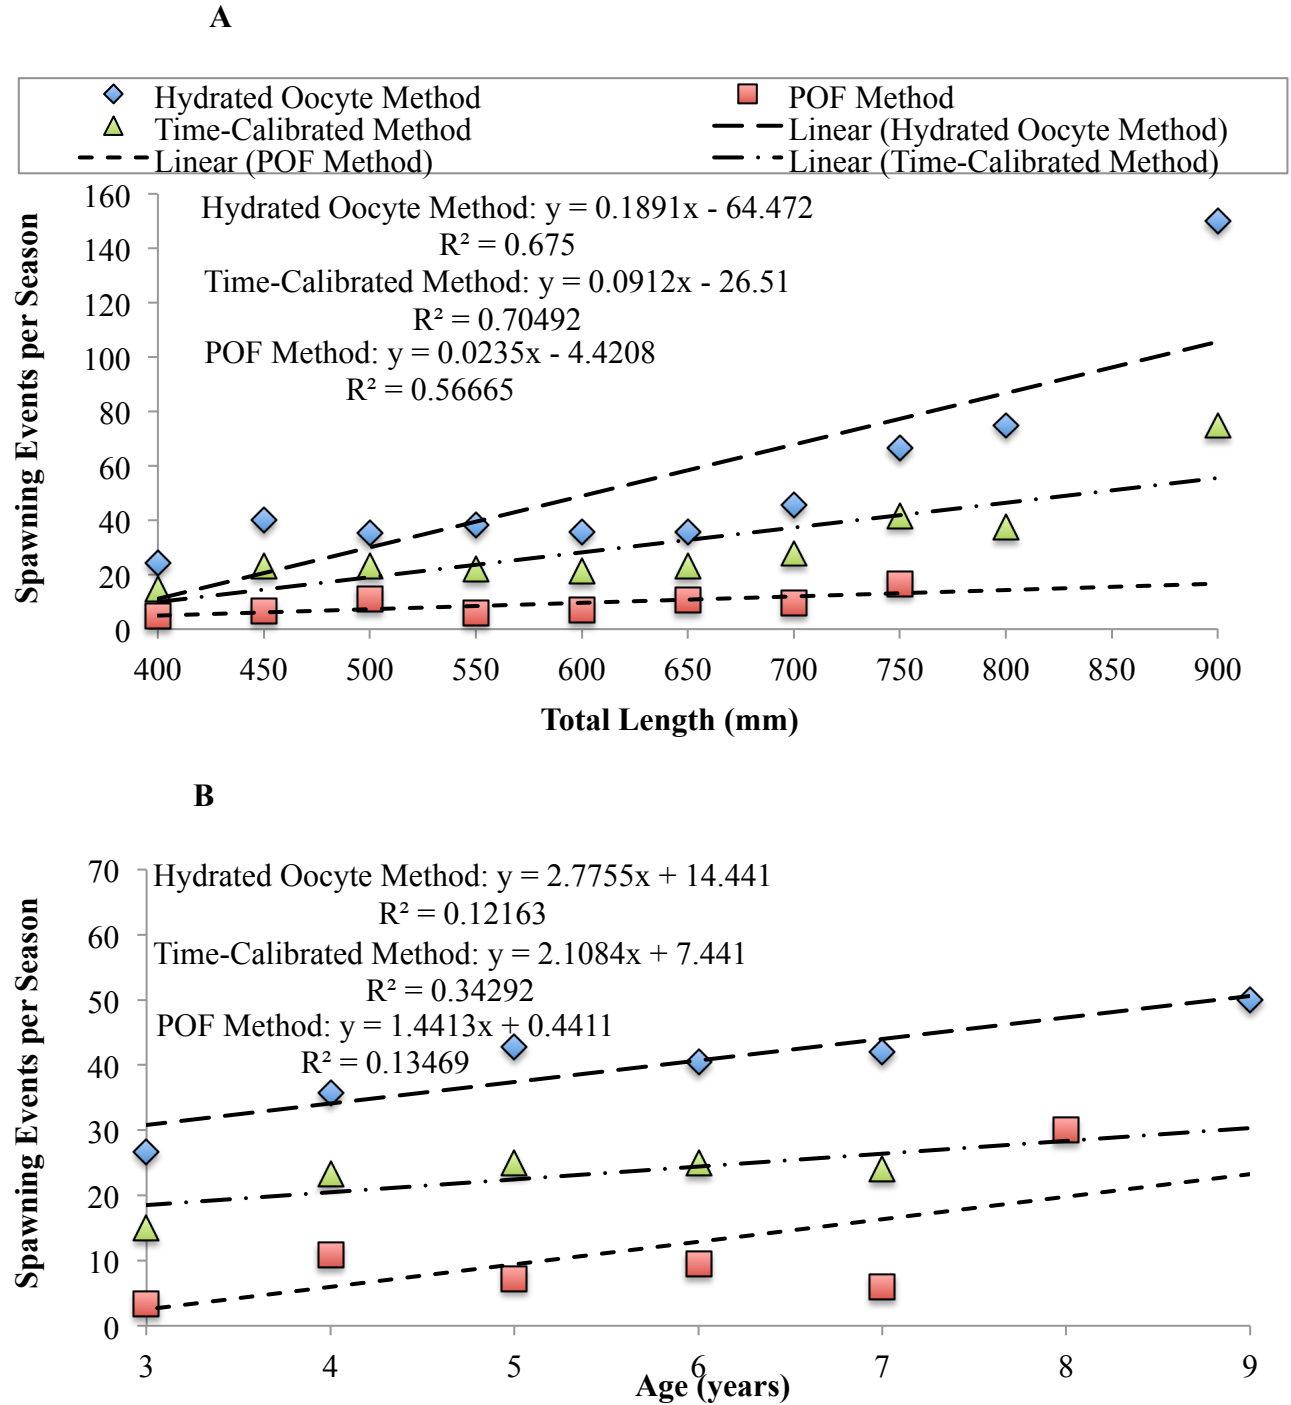 A
Hydrated Oocyte Method
POF Method
Time-Calibrated Method
Linear (Hydrated Oocyte Method)
Linear (POF Method)
Linear (Time-Calibrated Method)
Spawning Events per Season
160
140
120
100
80
60
40
20
0
Hydrated Oocyte Method: y = 0.1891x - 64.472
R² = 0.675
Time-Calibrated Method: y = 0.0912x - 26.51
R² = 0.70492
POF Method: y = 0.0235x - 4.4208
R² = 0.56665
400 450 500 550 600 650 700 750 800 850 900
Total Length (mm)
B
Spawning Events per Season
70
60
50
40
30
20
10
0
Hydrated Oocyte Method: y = 2.7755x + 14.441
R² = 0.12163
Time-Calibrated Method: y = 2.1084x + 7.441
R² = 0.34292
POF Method: y = 1.4413x + 0.4411
R² = 0.13469
3 4 5 6 7 8 9
Age (years)